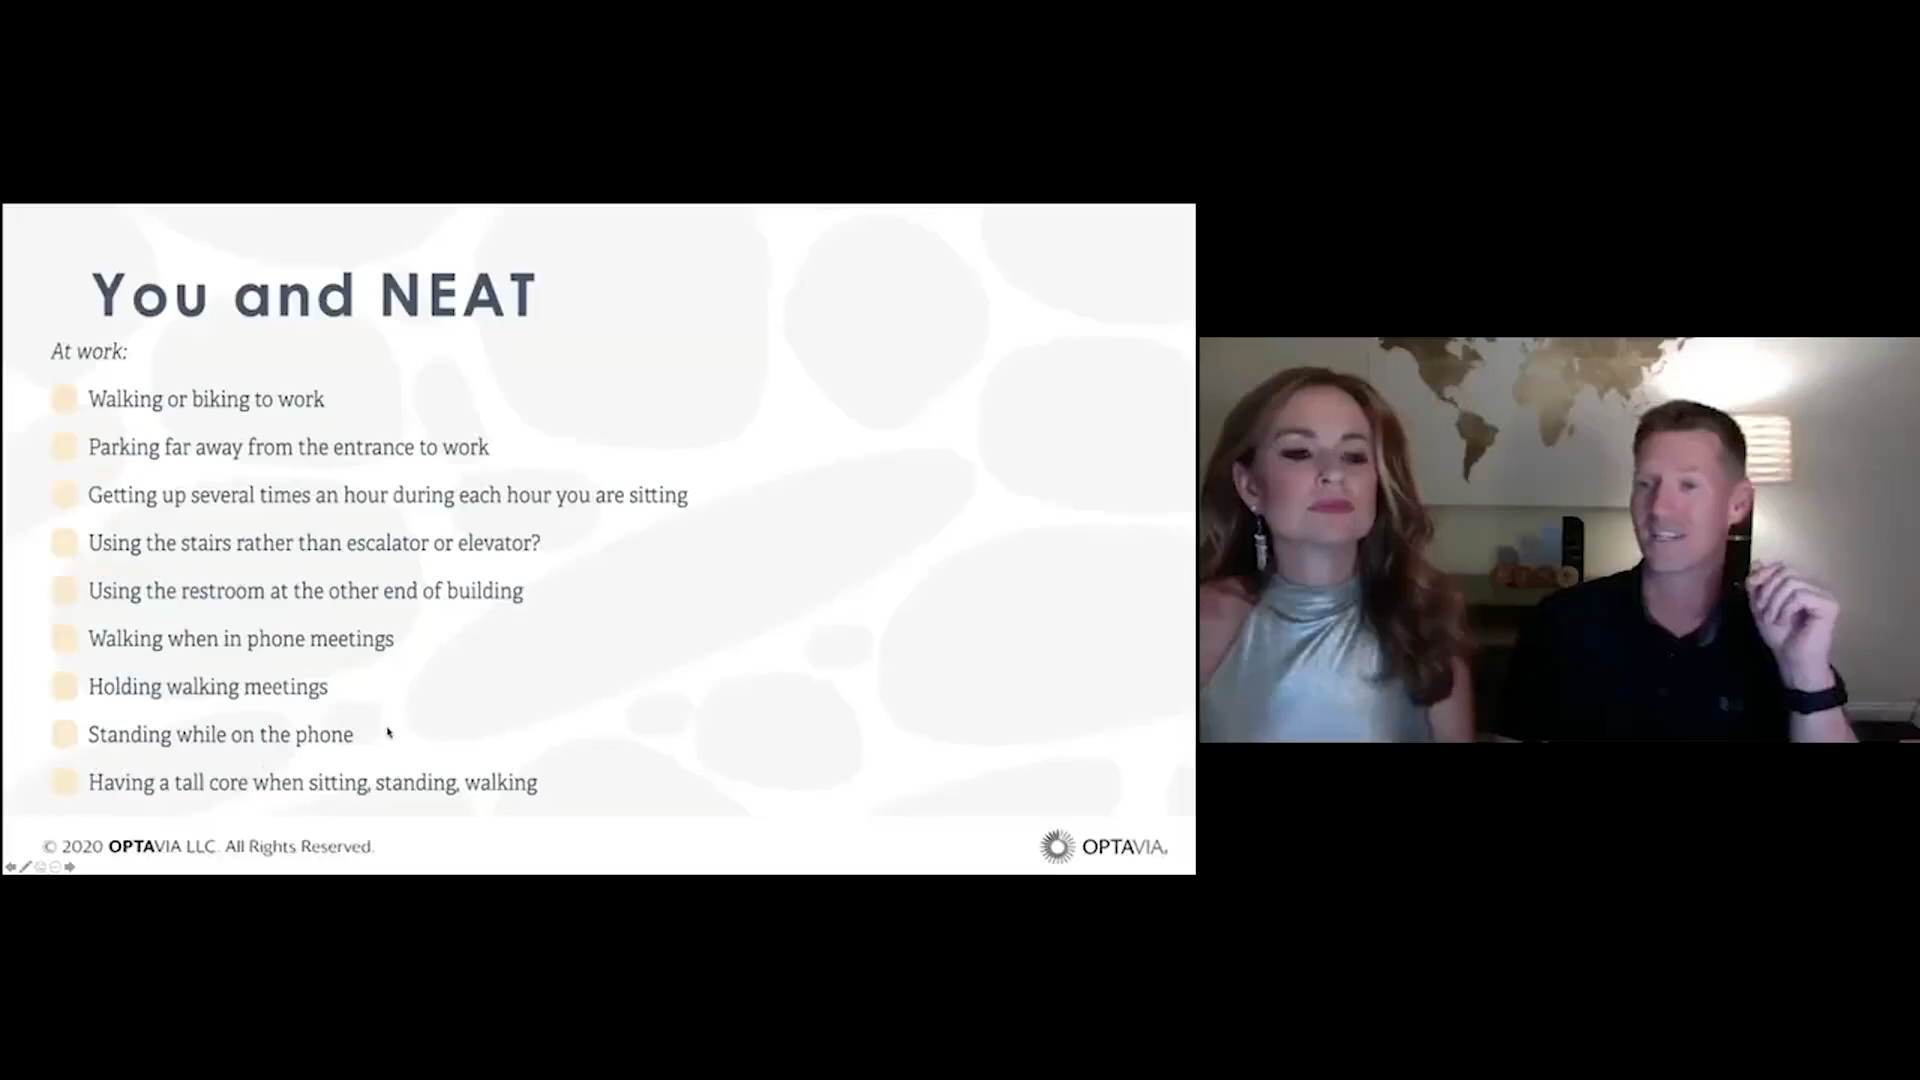 You and NEAT
At work:
Walking or biking to work
Parking far away from the entrance to work
Getting up several times an hour during each hour you are sitting
Using the stairs rather than escalator or elevator?
Using the restroom at the other end of building
Walking when in phone meetings
Holding walking meetings
Standing while on the phone
Having a tall core when sitting, standing, walking
© 2020 OPTAVIA LLC. All Rights Reserved.
OPTAVIA